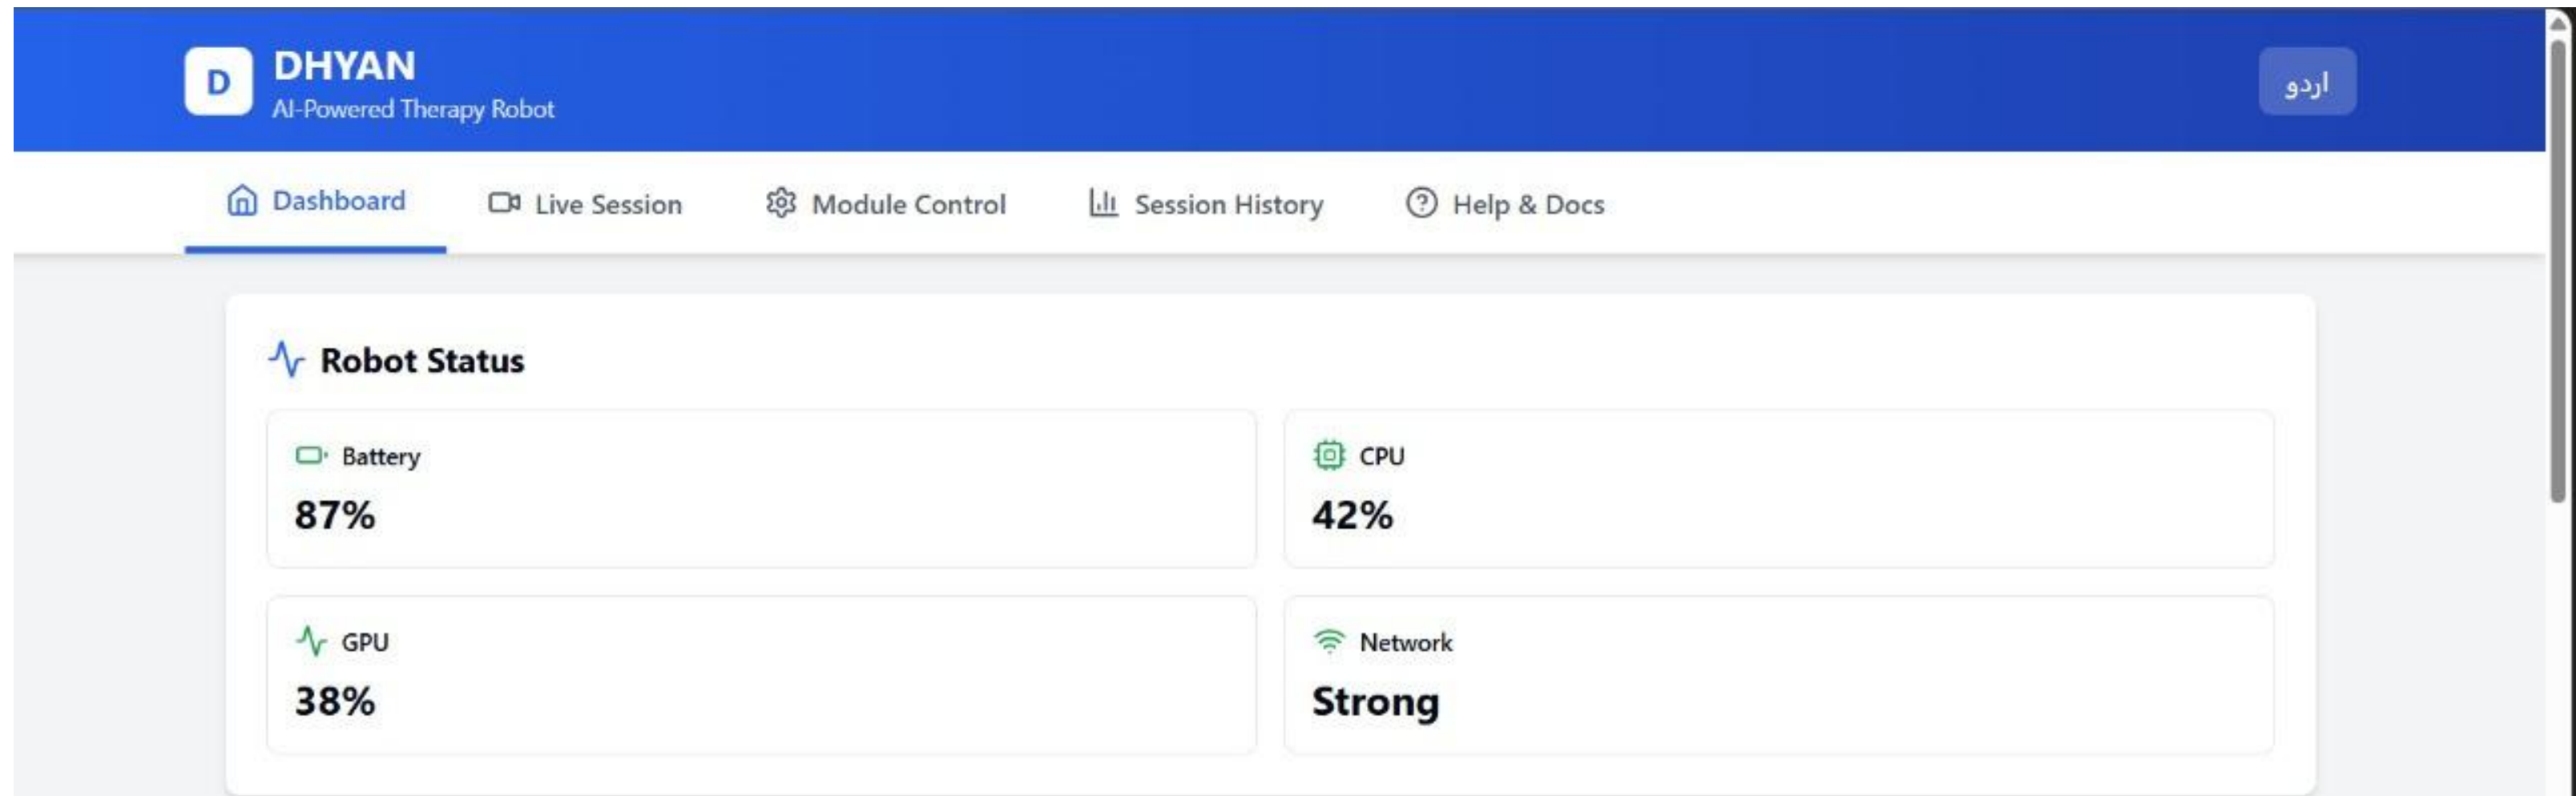 D
DHYAN
AI-Powered Therapy Robot
اردو
Dashboard
Live Session
Module Control
Session History
Help & Docs
Robot Status
Battery
87%
CPU
42%
GPU
38%
Network
Strong